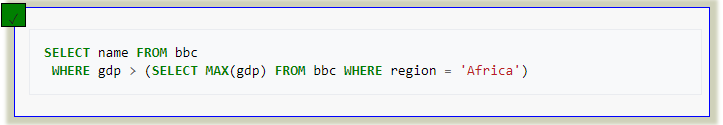 ✓
SELECT name FROM bbc
WHERE gdp > (SELECT MAX(gdp) FROM bbc WHERE region = 'Africa')